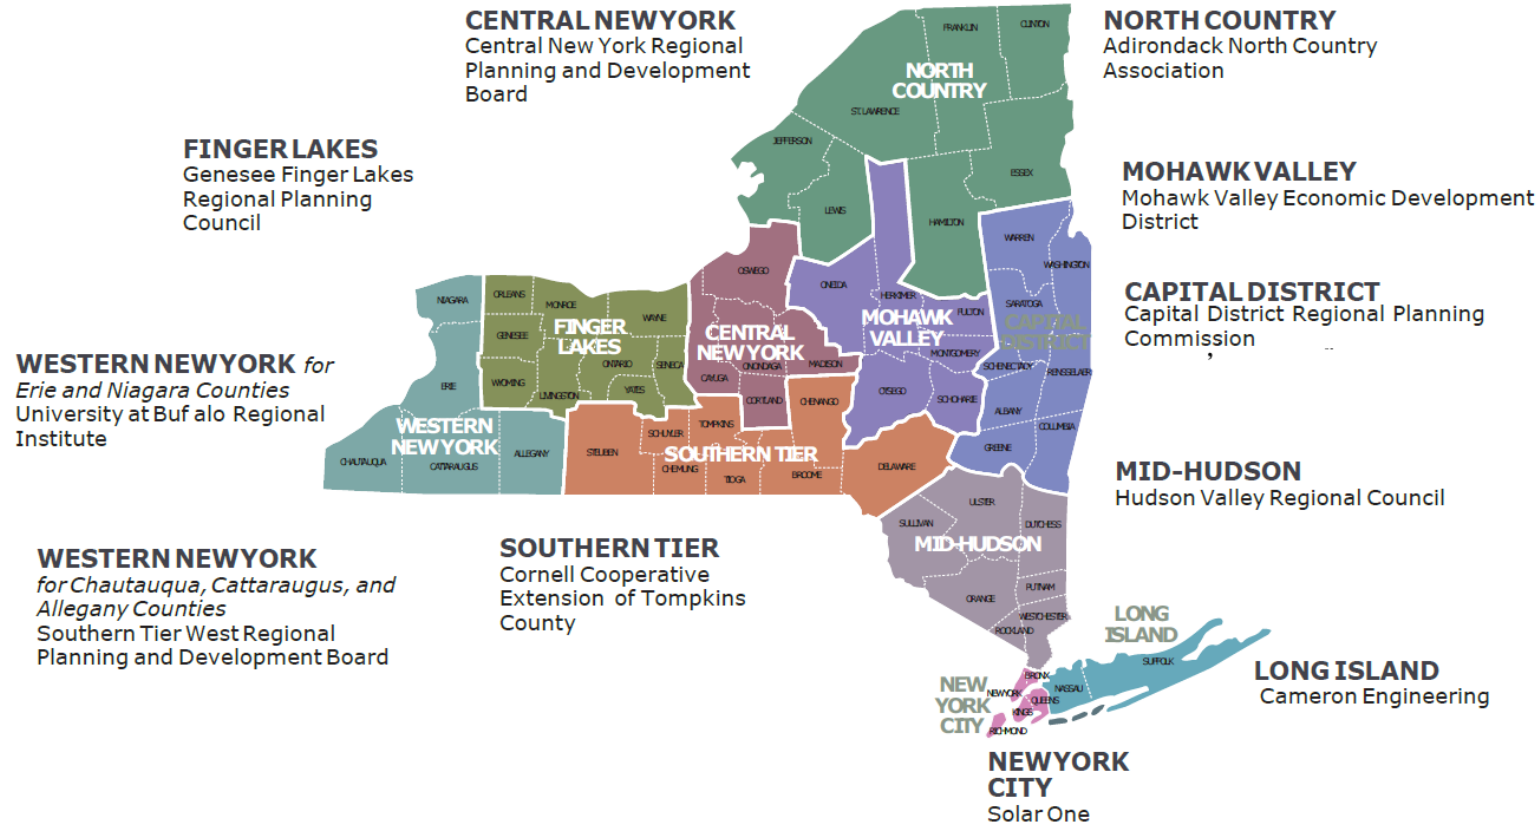 CENTRAL NEW YORK
Central New York Regional
Planning and Development
Board
NORTH COUNTRY
Adirondack North Country
Association
FINGER LAKES
Genesee Finger Lakes
Regional Planning
Council
MOHAWK VALLEY
Mohawk Valley Economic Development
District
CAPITAL DISTRICT
Capital District Regional Planning
Commission
WESTERN NEW YORK for
Erie and Niagara Counties
University at Buf alo Regional
Institute
MID-HUDSON
Hudson Valley Regional Council
WESTERN NEW YORK
for Chautauqua, Cattaraugus, and
Allegany Counties
Southern Tier West Regional
Planning and Development Board
SOUTHERN TIER
Cornell Cooperative
Extension of Tompkins
County
LONG ISLAND
Cameron Engineering
NEW YORK
CITY
Solar One
FRANKLIN
CLINTON
NORTH
COUNTRY
ST. LAWRENCE
JEFFERSON
ESSEX
LEWIS
HAMILTON
WARREN
WASHINGTON
OSWEGO
ONEIDA
HERKIMER
FULTON
SARATOGA
NIAGARA
ORLEANS
MONROE
WAYNE
GENESEE
FINGER
LAKES
CENTRAL
NEW YORK
MOHAWK
VALLEY
CAPITAL
DISTRICT
MONTGOMERY
ONTARIO
SENECA
ONONDAGA
MADISON
SCHENECTADY
RENSSELAER
ERIE
WYOMING
LIVINGSTON
YATES
CAYUGA
CORTLAND
CHENANGO
OTSEGO
SCHOHARIE
ALBANY
COLUMBIA
WESTERN
NEW YORK
CHAUTAUQUA
CATTARAUGUS
ALLEGANY
STEUBEN
SCHUYLER
TOMPKINS
SOUTHERN TIER
CHEMUNG
TIOGA
BROOME
DELAWARE
GREENE
ULSTER
SULLIVAN
DUTCHESS
MID-HUDSON
ORANGE
PUTNAM
WESTCHESTER
ROCKLAND
LONG
ISLAND
SUFFOLK
NASSAU
NEW
YORK
CITY
BRONX
NEW YORK
QUEENS
KINGS
RICHMOND